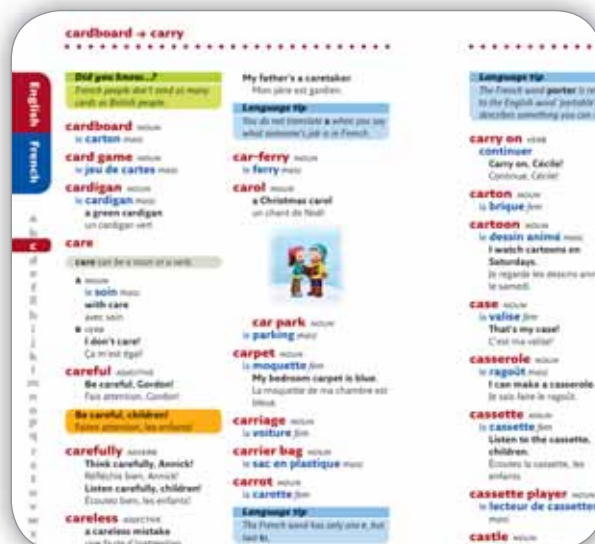 cardboard → carry
English French
Did you know...?
French people don't send as many
cards as British people.
cardboard NOUN
le carton masc
card game NOUN
le jeu de cartes masc
cardigan NOUN
le cardigan masc
a green cardigan
un cardigan vert
care
care can be a noun or a verb.
A NOUN
le soin masc
with care
avec soin
B VERB
I don't care!
Ça m'est égal!
careful ADJECTIVE
Be careful, Gordon!
Fais attention, Gordon!
Be careful, children!
Faites attention, les enfants!
carefully ADVERB
Think carefully, Annick!
Réfléchis bien, Annick!
Listen carefully, children!
Écoutez bien, les enfants!
careless ADJECTIVE
a careless mistake
une faute d'inattention
My father's a caretaker.
Mon père est gardien.
Language tip
You do not translate a when you say
what someone's job is in French.
car-ferry NOUN
le ferry masc
carol NOUN
a Christmas carol
un chant de Noël
car park NOUN
le parking masc
carpet NOUN
la moquette fem
My bedroom carpet is blue.
La moquette de ma chambre est
bleue.
carriage NOUN
la voiture fem
carrier bag NOUN
le sac en plastique masc
carrot NOUN
la carotte fem
Language tip
The French word has only one r, but
two ts.
Language tip
The French word porter is
to the English word 'portable'
describes something you can
carry on VERB
continuer
Carry on, Cécile!
Continue, Cécile!
carton NOUN
la brique fem
cartoon NOUN
le dessin animé masc
I watch cartoons on
Saturdays.
Je regarde les dessins
le samedi.
case NOUN
la valise fem
That's my case!
C'est ma valise!
casserole NOUN
le ragoût masc
I can make a casserole
Je sais faire le ragoût.
cassette NOUN
la cassette fem
Listen to the cassette,
children.
Écoutez la cassette, les
enfants.
cassette player NOUN
le lecteur de cassettes
masc
castle NOUN